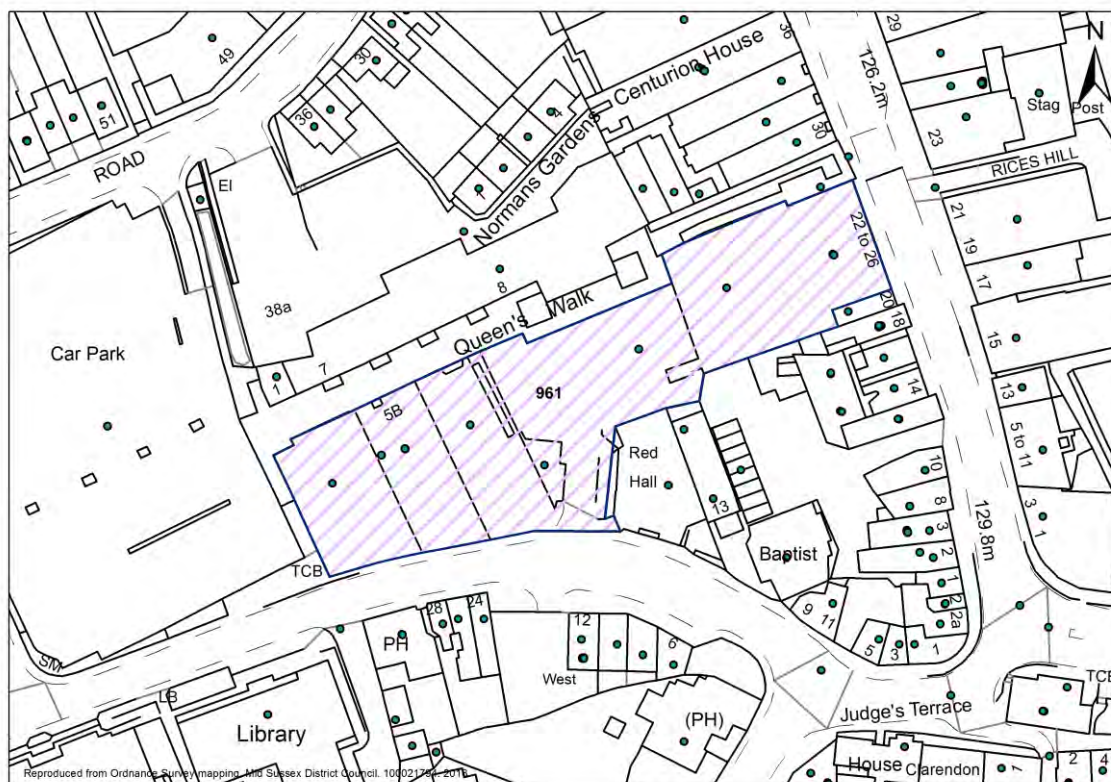 49
30
Centurion House
36
29
126.2m
N
Stag Post
51
36
4
ROAD
El
30
23
RICES HILL
1
Normans Gardens
21
19
17
22 to 26
38a
8
Queen's Walk
20
18
15
Car Park
1
7
5B
961
14
13
5 to 11
Red
Hall
10
8
13
3
1
129.8m
Baptist
3
2
TCB
1
2
2a
28
24
12
9
11
6
5
3
1
PH
SM
West
TCB
LB
Library
(PH)
Judge's Terrace
House
Clarendon
1
2
4
Reproduced from Ordnance Survey mapping. Mid Sussex District Council.